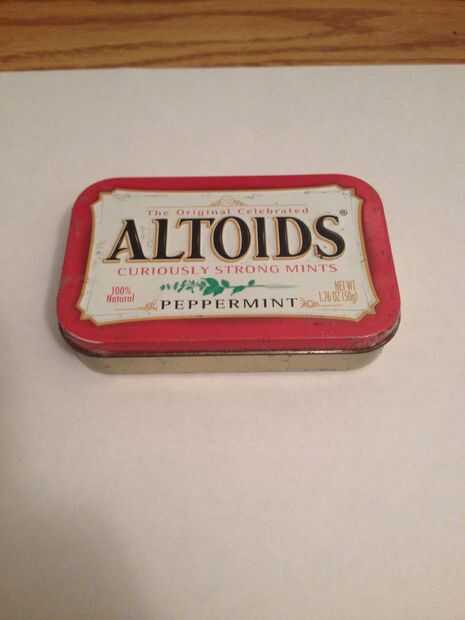 The Original Celebrated
ALTOIDS®
CURIOUSLY STRONG MINTS
100%
Natural
PEPPERMINT
NET WT
1.76 OZ (50g)